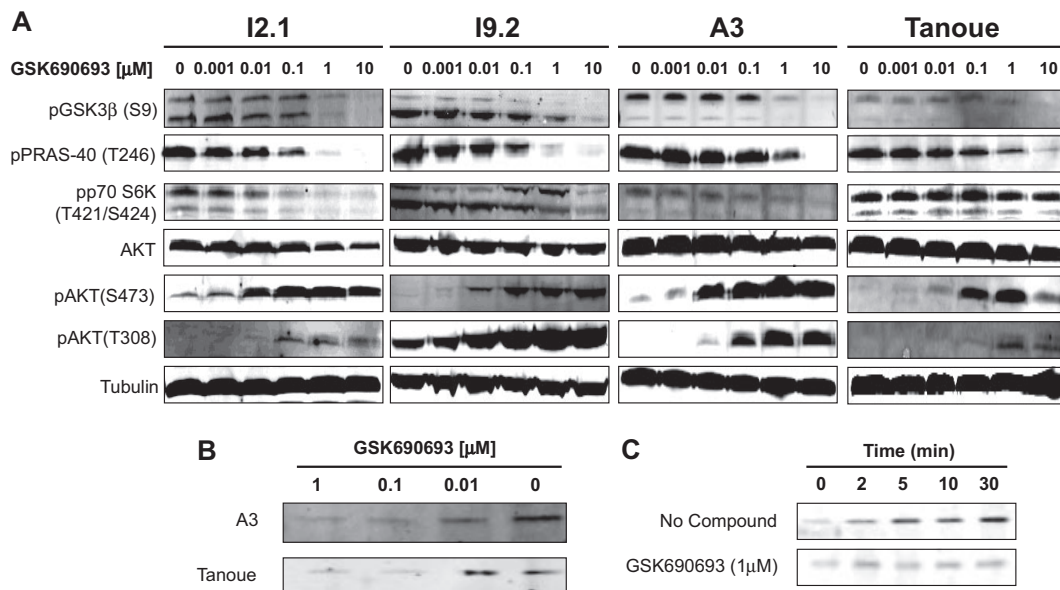 A
I2.1 I9.2 A3 Tanoue
GSK690693 [μM] 0 0.001 0.01 0.1 1 10 0 0.001 0.01 0.1 1 10 0 0.001 0.01 0.1 1 10 0 0.001 0.01 0.1 1 10
pGSK3β (S9)
pPRAS-40 (T246)
pp70 S6K
(T421/S424)
AKT
pAKT(S473)
pAKT(T308)
Tubulin
B
GSK690693 [μM]
1 0.1 0.01 0
A3
Tanoue
C
Time (min)
0 2 5 10 30
No Compound
GSK690693 (1μM)